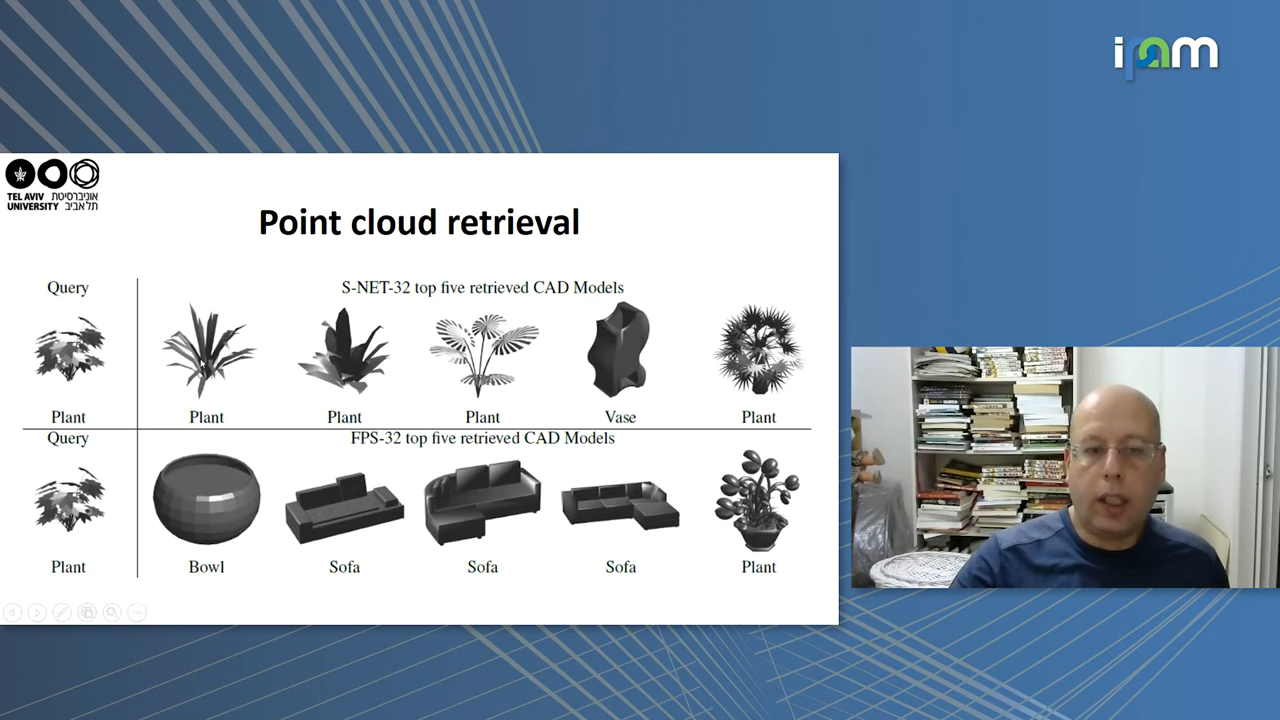 ipam
TEL AVIV אוניברסיטת
UNIVERSITY תל אביב
Point cloud retrieval
Query
S-NET-32 top five retrieved CAD Models
Plant
Plant
Plant
Plant
Vase
Plant
Query
FPS-32 top five retrieved CAD Models
Plant
Bowl
Sofa
Sofa
Sofa
Plant